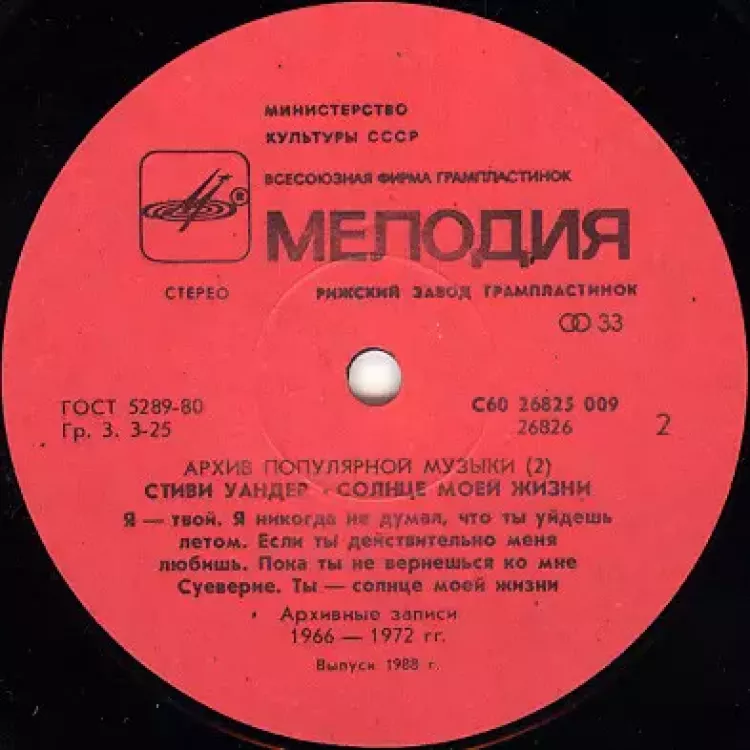 МИНИСТЕРСТВО
КУЛЬТУРЫ СССР
ВСЕСОЮЗНАЯ ФИРМА ГРАМПЛАСТИНОК
®
МЕЛОДИЯ
СТЕРЕО
РИЖСКИЙ ЗАВОД ГРАМПЛАСТИНОК
33
ГОСТ 5289-80
С60 26825 009
Гр. 3. 3-25
26826
2
АРХИВ ПОПУЛЯРНОЙ МУЗЫКИ (2)
СТИВИ УАНДЕР • СОЛНЦЕ МОЕЙ ЖИЗНИ
Я — твой. Я никогда не думал, что ты уйдешь
летом. Если ты действительно меня
любишь. Пока ты не вернешься ко мне
Суеверие. Ты — солнце моей жизни
Архивные записи
1966 — 1972 гг.
Выпуск 1988 г.